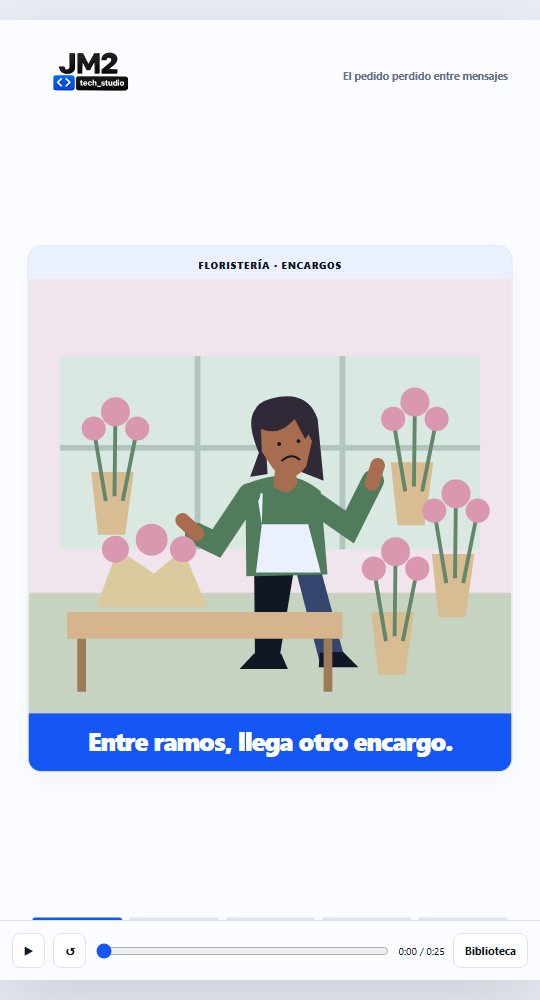 JM2
<> tech_studio
El pedido perdido entre mensajes
FLORISTERÍA · ENCARGOS
Entre ramos, llega otro encargo.
0:00 / 0:25
Biblioteca